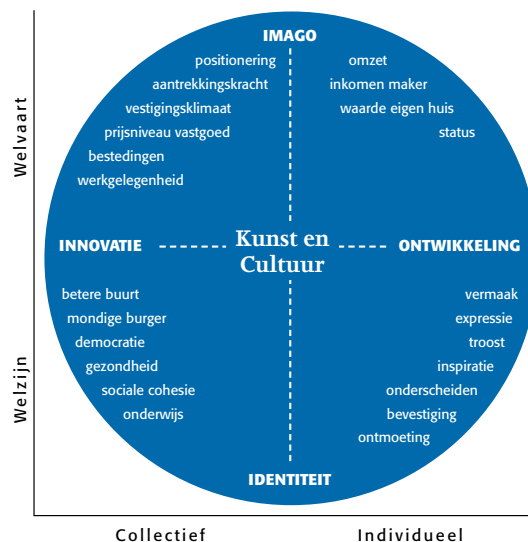 IMAGO
positionering
aantrekkingskracht
vestigingsklimaat
prijsniveau vastgoed
bestedingen
werkgelegenheid
omzet
inkomen maker
waarde eigen huis
status
Welvaart
INNOVATIE
Kunst en
Cultuur
ONTWIKKELING
betere buurt
mondige burger
democratie
gezondheid
sociale cohesie
onderwijs
vermaak
expressie
troost
inspiratie
onderscheiden
bevestiging
ontmoeting
Welzijn
IDENTITEIT
Collectief
Individueel